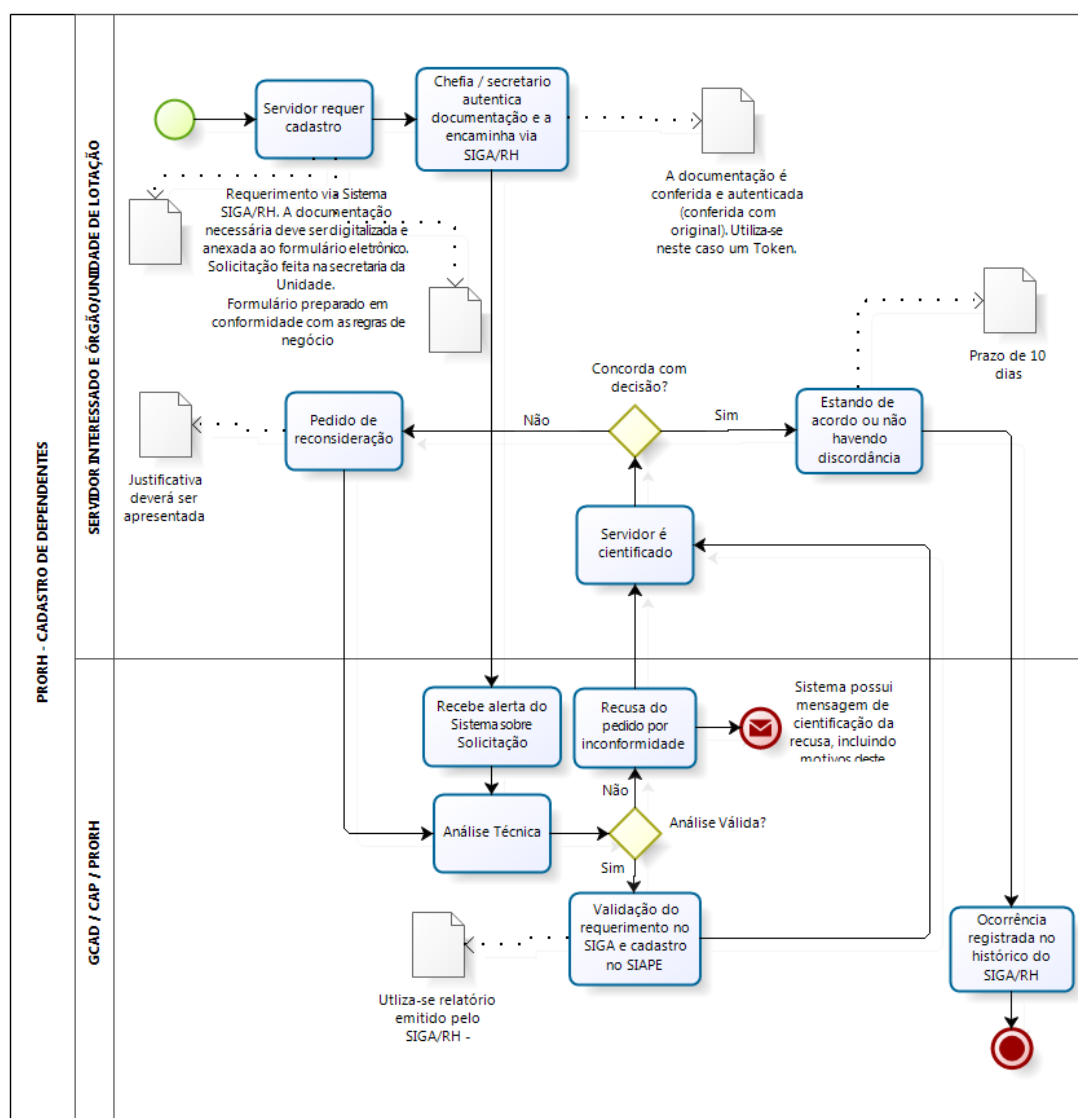 PRORH - CADASTRO DE DEPENDENTES
SERVIDOR INTERESSADO E ÓRGÃO/UNIDADE DE LOTAÇÃO
Servidor requer
cadastro
Chefia / secretario
autentica
documentação e a
encaminha via
SIGA/RH
A documentação é
conferida e autenticada
(conferida com
original). Utiliza-se
neste caso um Token.
Requerimento via Sistema
SIGA/RH. A documentação
necessária deve ser digitalizada e
anexada ao formulário eletrônico.
Solicitação feita na secretaria da
Unidade.
Formulário preparado em
conformidade com as regras de
negócio
Prazo de 10
dias
Concorda com
decisão?
Não
Sim
Pedido de
reconsideração
Estando de
acordo ou não
havendo
discordância
Justificativa
deverá ser
apresentada
Servidor é
cientificado
GCAD / CAP / PRORH
Recebe alerta do
Sistema sobre
Solicitação
Recusa do
pedido por
inconformidade
Sistema possui
mensagem de
cientificação da
recusa, incluindo
motivos deste
Não
Análise Técnica
Análise Válida?
Sim
Validação do
requerimento no
SIGA e cadastro
no SIAPE
Ocorrência
registrada no
histórico do
SIGA/RH
Utliza-se relatório
emitido pelo
SIGA/RH -